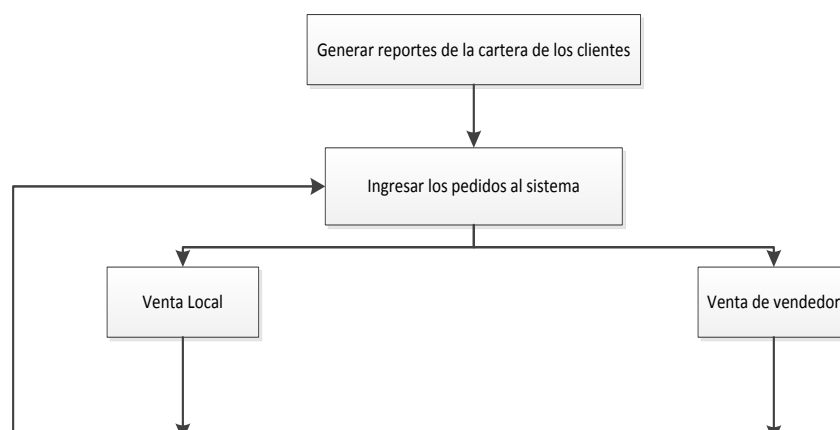 Generar reportes de la cartera de los clientes
Ingresar los pedidos al sistema
Venta Local
Venta de vendedor